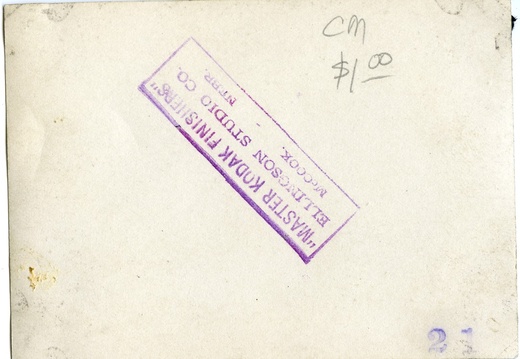 CM
$1.00
"MASTER KODAK FINISHERS"
ELLINGSON STUDIO CO.
McCOOK, NEBR.
21